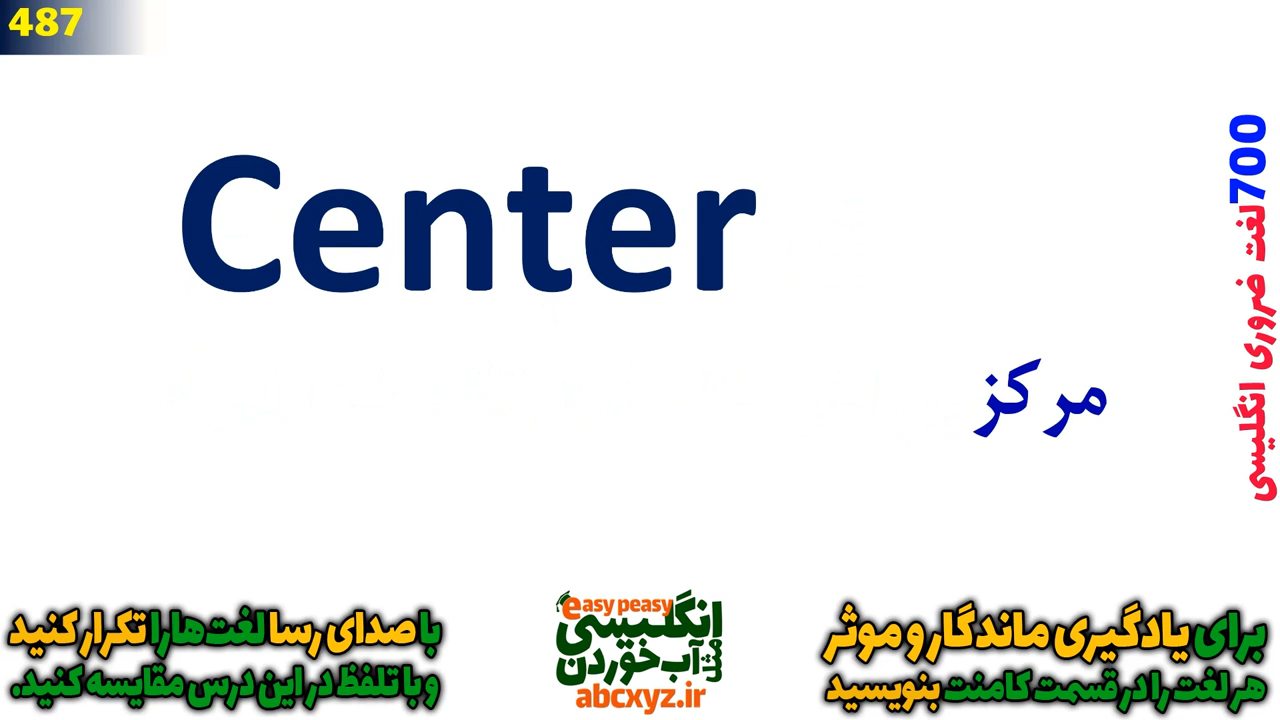 487
Center
مرکز
700 لغت ضروری انگلیسی
با صدای رسا لغت‌ها را تکرار کنید
و با تلفظ در این درس مقایسه کنید.
easy peasy
انگلیسی
مثل آب خوردن
abcxyz.ir
برای یادگیری ماندگار و موثر
هر لغت را در قسمت کامنت بنویسید